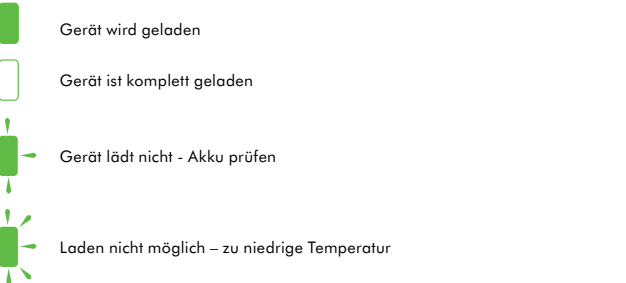 Gerät wird geladen
Gerät ist komplett geladen
Gerät lädt nicht - Akku prüfen
Laden nicht möglich – zu niedrige Temperatur